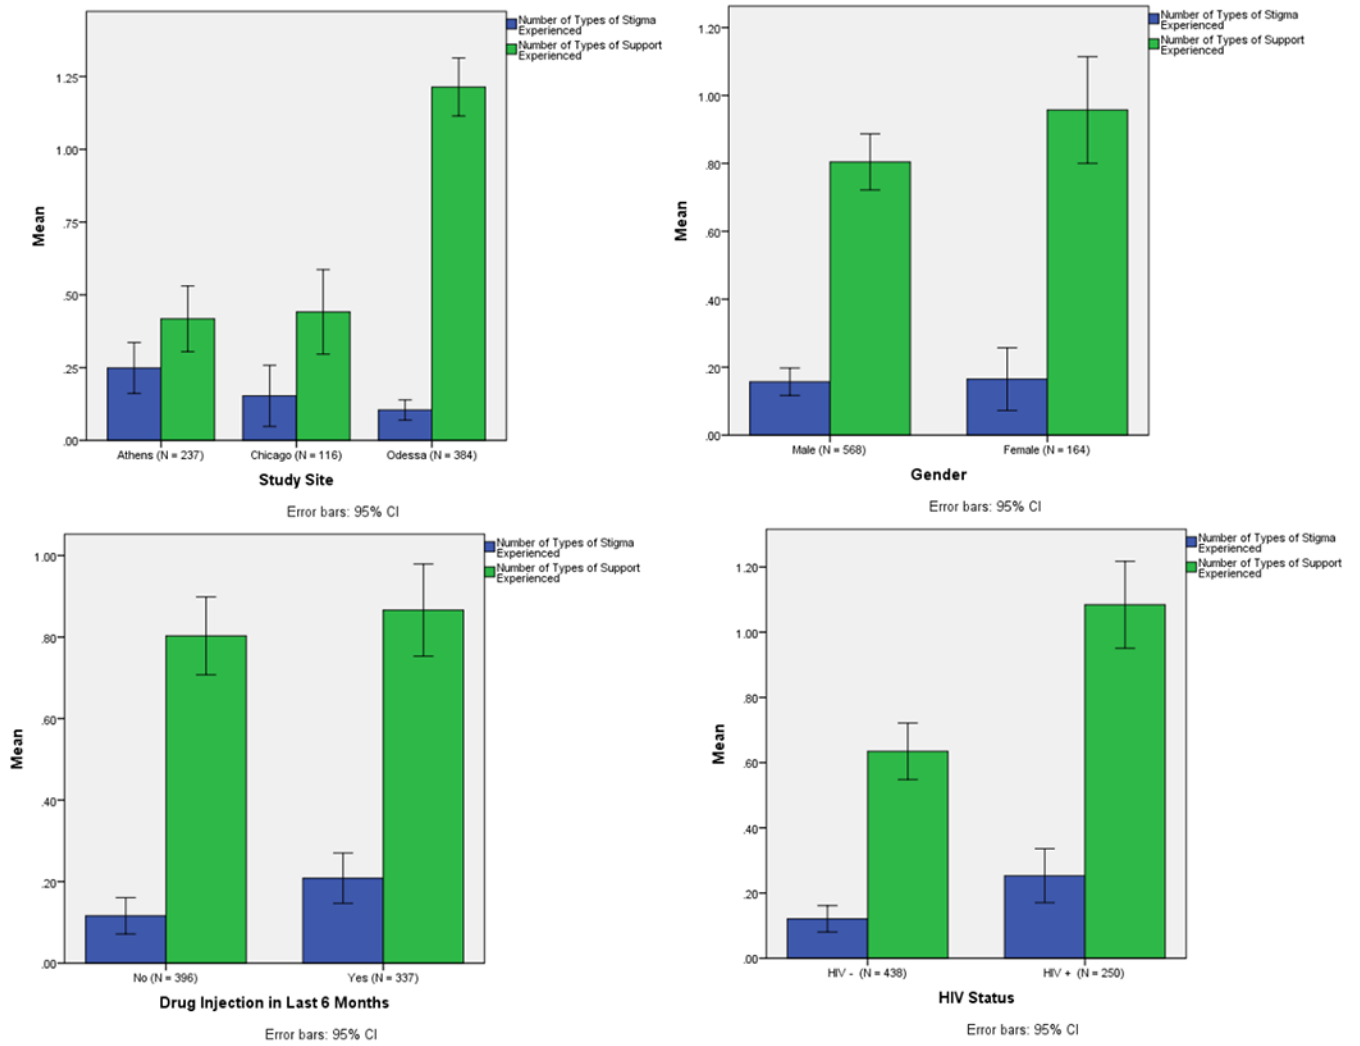 Number of Types of Stigma
Experienced
Number of Types of Support
Experienced
1.25
1.00
.75
.50
.25
.00
Mean
Athens (N = 237)
Chicago (N = 116)
Odessa (N = 384)
Study Site
Error bars: 95% CI
Number of Types of Stigma
Experienced
Number of Types of Support
Experienced
1.20
1.00
.80
.60
.40
.20
.00
Mean
Male (N = 568)
Female (N = 164)
Gender
Error bars: 95% CI
Number of Types of Stigma
Experienced
Number of Types of Support
Experienced
1.00
.80
.60
.40
.20
.00
Mean
No (N = 396)
Yes (N = 337)
Drug Injection in Last 6 Months
Error bars: 95% CI
Number of Types of Stigma
Experienced
Number of Types of Support
Experienced
1.20
1.00
.80
.60
.40
.20
.00
Mean
HIV - (N = 438)
HIV + (N = 250)
HIV Status
Error bars: 95% CI